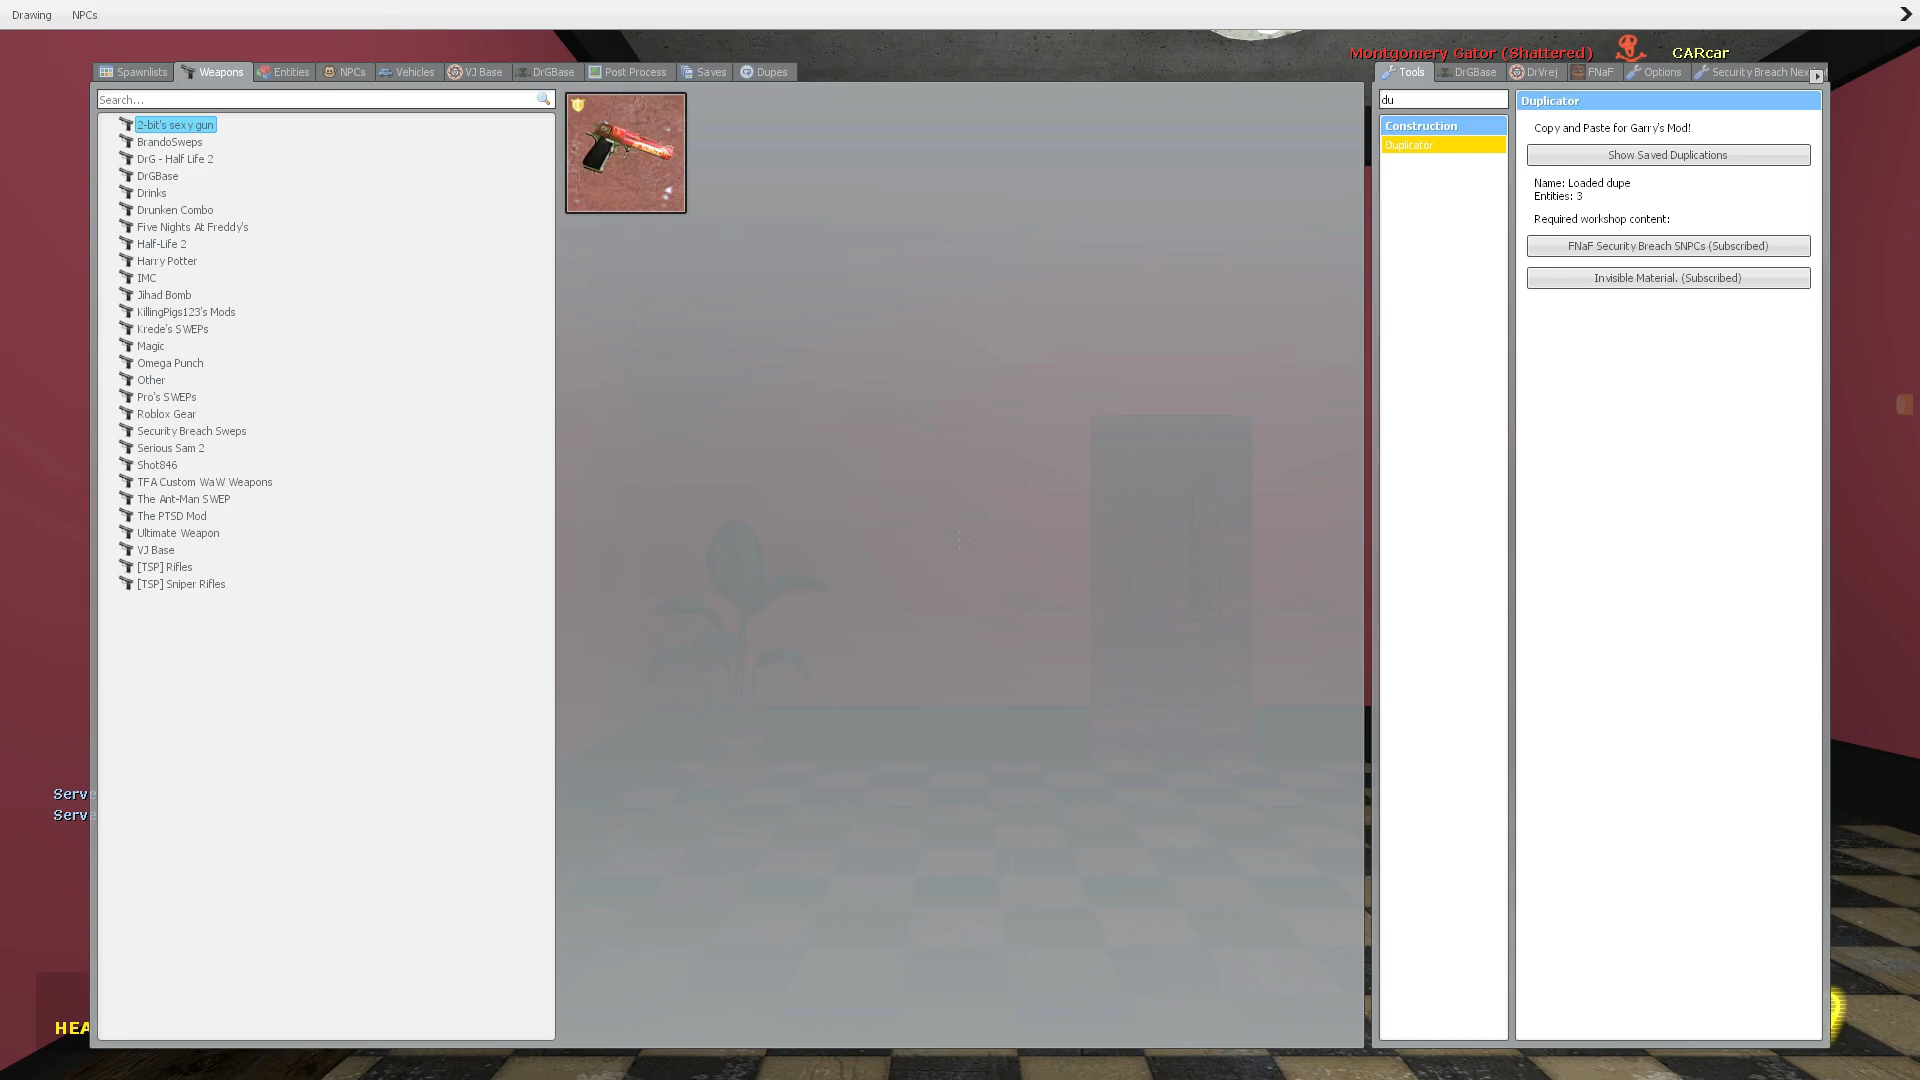 Drawing NPCs
Montgomery Gator (Shattered) CARcar
Spawnlists Weapons Entities NPCs Vehicles VJ Base DrGBase Post Process Saves Dupes
Tools DrGBase DrVrej FNaF Options Security Breach Nextbot
Search...
2-bit's sexy gun
BrandoSweps
DrG - Half Life 2
DrGBase
Drinks
Drunken Combo
Five Nights At Freddy's
Half-Life 2
Harry Potter
IMC
Jihad Bomb
KillingPigs123's Mods
Krede's SWEPs
Magic
Omega Punch
Other
Pro's SWEPs
Roblox Gear
Security Breach Sweps
Serious Sam 2
Shot846
TFA Custom WaW Weapons
The Ant-Man SWEP
The PTSD Mod
Ultimate Weapon
VJ Base
[TSP] Rifles
[TSP] Sniper Rifles
du
Construction
Duplicator
Duplicator
Copy and Paste for Garry's Mod!
Show Saved Duplications
Name: Loaded dupe
Entities: 3
Required workshop content:
FNaF Security Breach SNPCs (Subscribed)
Invisible Material. (Subscribed)
Serve
Serve
HEA